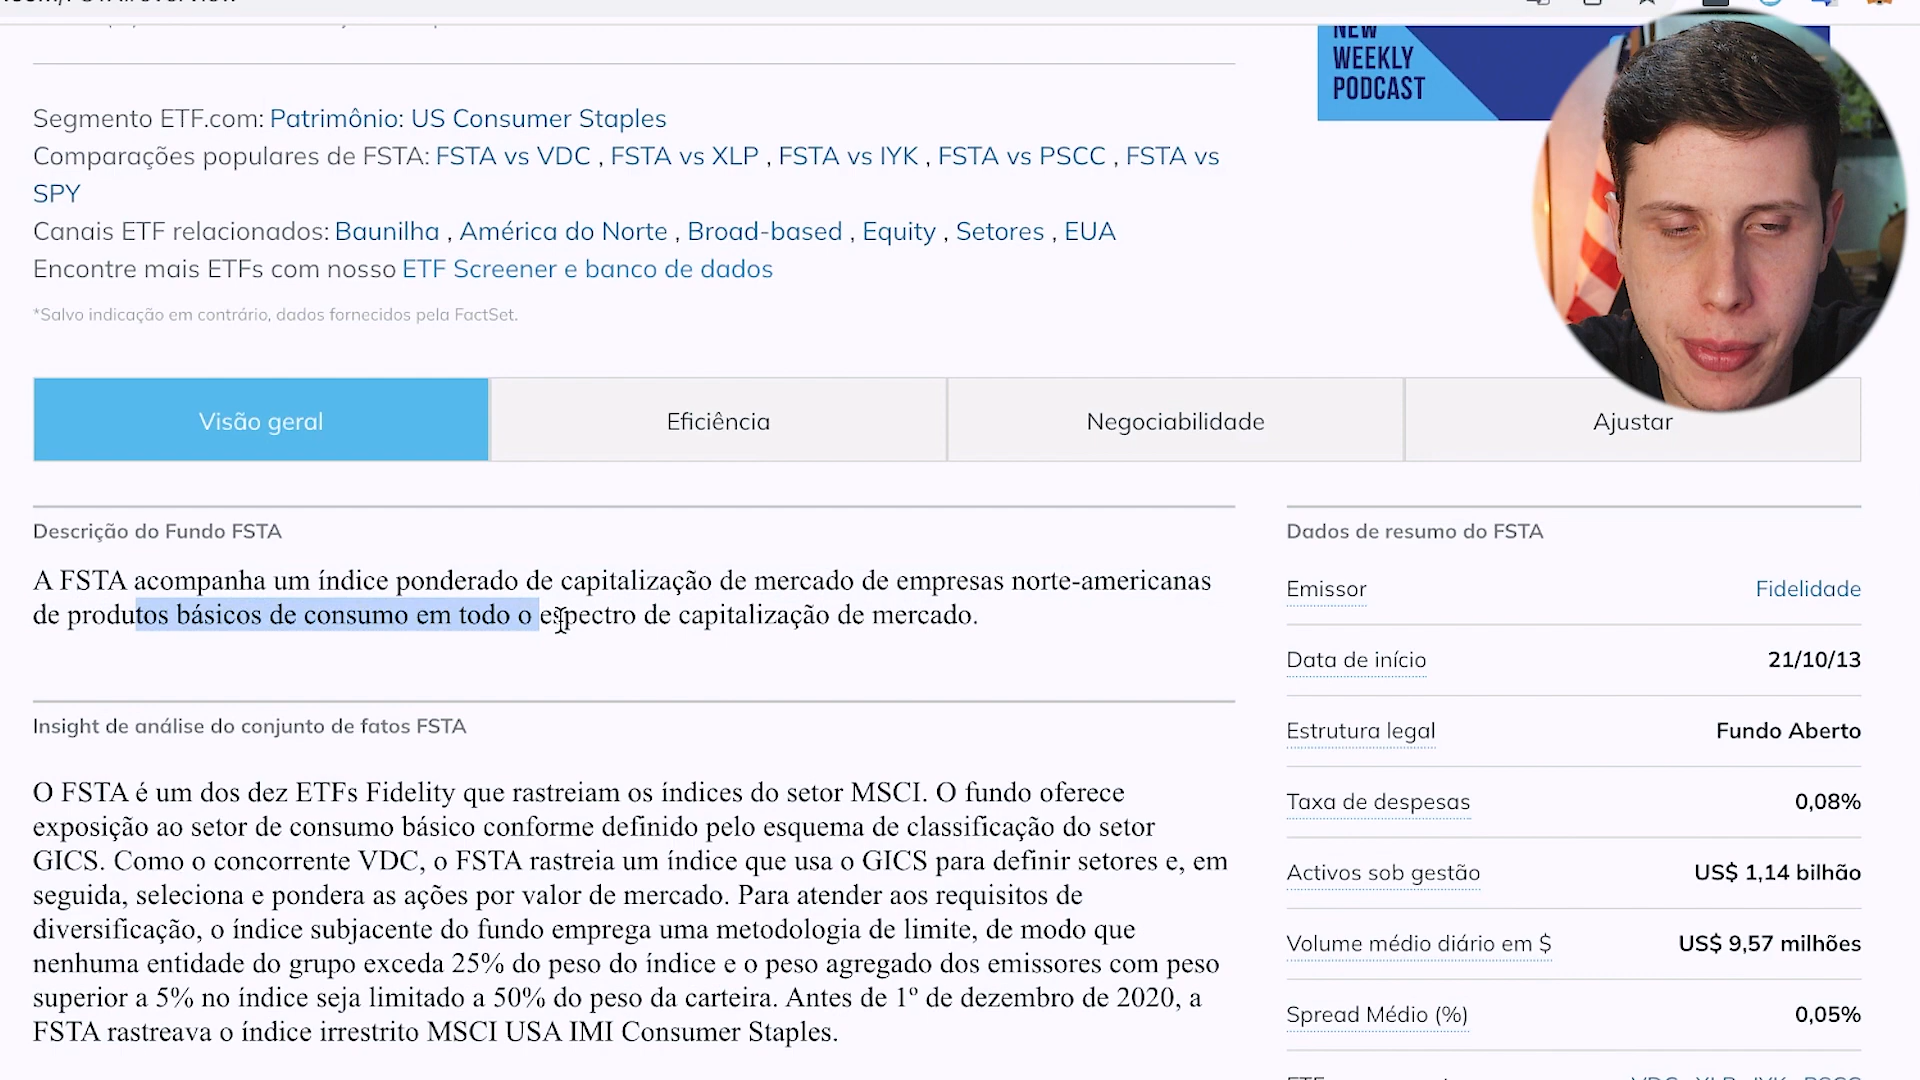 NEW
WEEKLY
PODCAST
Segmento ETF.com: Patrimônio: US Consumer Staples
Comparações populares de FSTA: FSTA vs VDC , FSTA vs XLP , FSTA vs IYK , FSTA vs PSCC , FSTA vs
SPY
Canais ETF relacionados: Baunilha , América do Norte , Broad-based , Equity , Setores , EUA
Encontre mais ETFs com nosso ETF Screener e banco de dados
*Salvo indicação em contrário, dados fornecidos pela FactSet.
Visão geral
Eficiência
Negociabilidade
Ajustar
Descrição do Fundo FSTA
A FSTA acompanha um índice ponderado de capitalização de mercado de empresas norte-americanas
de produtos básicos de consumo em todo o espectro de capitalização de mercado.
Insight de análise do conjunto de fatos FSTA
O FSTA é um dos dez ETFs Fidelity que rastreiam os índices do setor MSCI. O fundo oferece
exposição ao setor de consumo básico conforme definido pelo esquema de classificação do setor
GICS. Como o concorrente VDC, o FSTA rastreia um índice que usa o GICS para definir setores e, em
seguida, seleciona e pondera as ações por valor de mercado. Para atender aos requisitos de
diversificação, o índice subjacente do fundo emprega uma metodologia de limite, de modo que
nenhuma entidade do grupo exceda 25% do peso do índice e o peso agregado dos emissores com peso
superior a 5% no índice seja limitado a 50% do peso da carteira. Antes de 1º de dezembro de 2020, a
FSTA rastreava o índice irrestrito MSCI USA IMI Consumer Staples.
Dados de resumo do FSTA
Emissor Fidelidade
Data de início 21/10/13
Estrutura legal Fundo Aberto
Taxa de despesas 0,08%
Activos sob gestão US$ 1,14 bilhão
Volume médio diário em $ US$ 9,57 milhões
Spread Médio (%) 0,05%